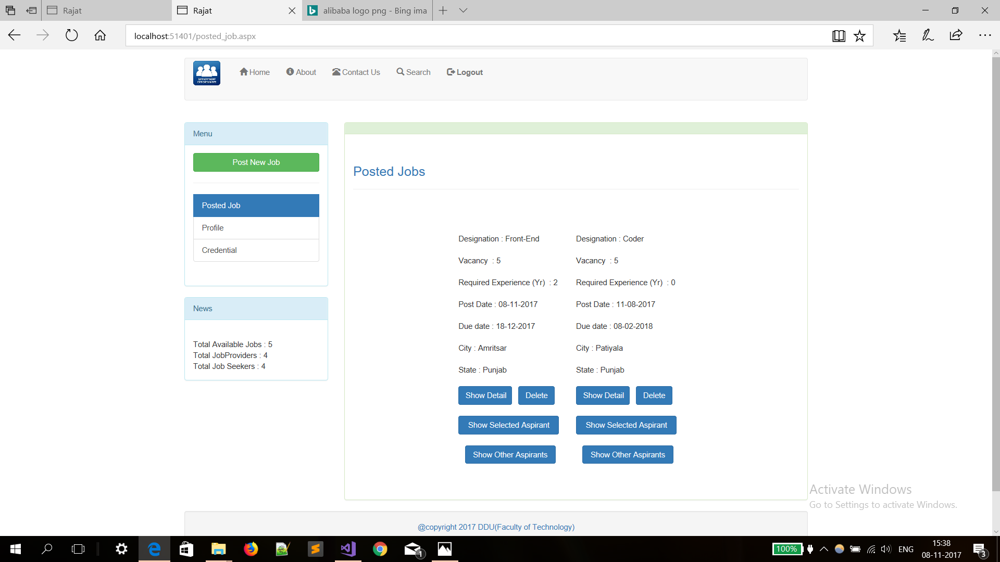 Rajat
Rajat
alibaba logo png - Bing ima
localhost:51401/posted_job.aspx
EMPLOYMENT
OPPORTUNITIES
Home
About
Contact Us
Search
Logout
Menu
Post New Job
Posted Job
Profile
Credential
News
Total Available Jobs : 5
Total JobProviders : 4
Total Job Seekers : 4
Posted Jobs
Designation : Front-End
Vacancy : 5
Required Experience (Yr) : 2
Post Date : 08-11-2017
Due date : 18-12-2017
City : Amritsar
State : Punjab
Show Detail
Delete
Show Selected Aspirant
Show Other Aspirants
Designation : Coder
Vacancy : 5
Required Experience (Yr) : 0
Post Date : 11-08-2017
Due date : 08-02-2018
City : Patiyala
State : Punjab
Show Detail
Delete
Show Selected Aspirant
Show Other Aspirants
Activate Windows
Go to Settings to activate Windows.
@copyright 2017 DDU(Faculty of Technology)
1
100%
ENG
15:38
08-11-2017
3